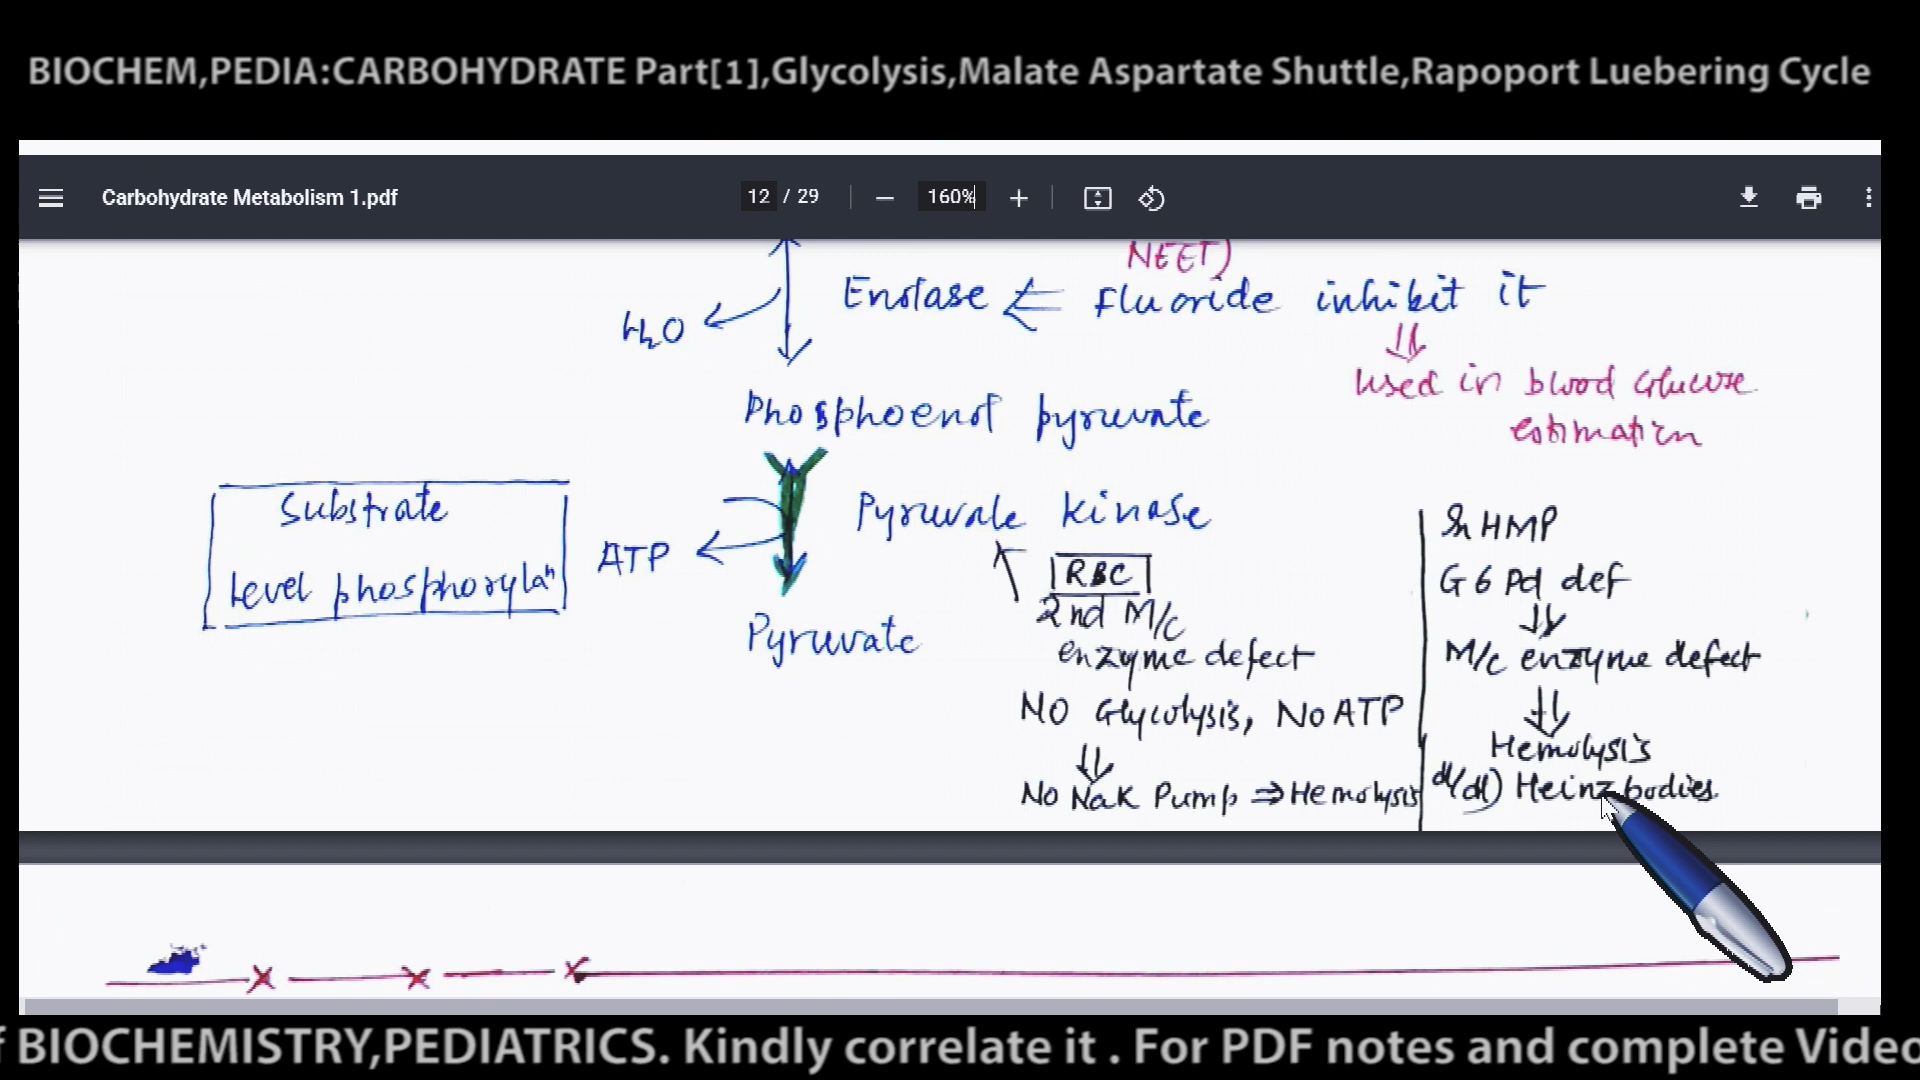 BIOCHEM,PEDIA:CARBOHYDRATE Part[1],Glycolysis,Malate Aspartate Shuttle,Rapoport Luebering Cycle
Carbohydrate Metabolism 1.pdf
12 / 29
160%
NEET)
Enolase
fluoride inhibit it
H2O
Used in blood Glucose
estimation
Phosphoenol pyruvate
Substrate
level phosphorylaⁿ
ATP
Pyruvate kinase
RBC
2nd M/c
enzyme defect
Pyruvate
NO Glycolysis, No ATP
No NaK Pump ⇒ Hemolysis
In HMP
G6Pd def
M/c enzyme defect
Hemolysis
d/d) Heinz bodies
f BIOCHEMISTRY,PEDIATRICS. Kindly correlate it . For PDF notes and complete Video